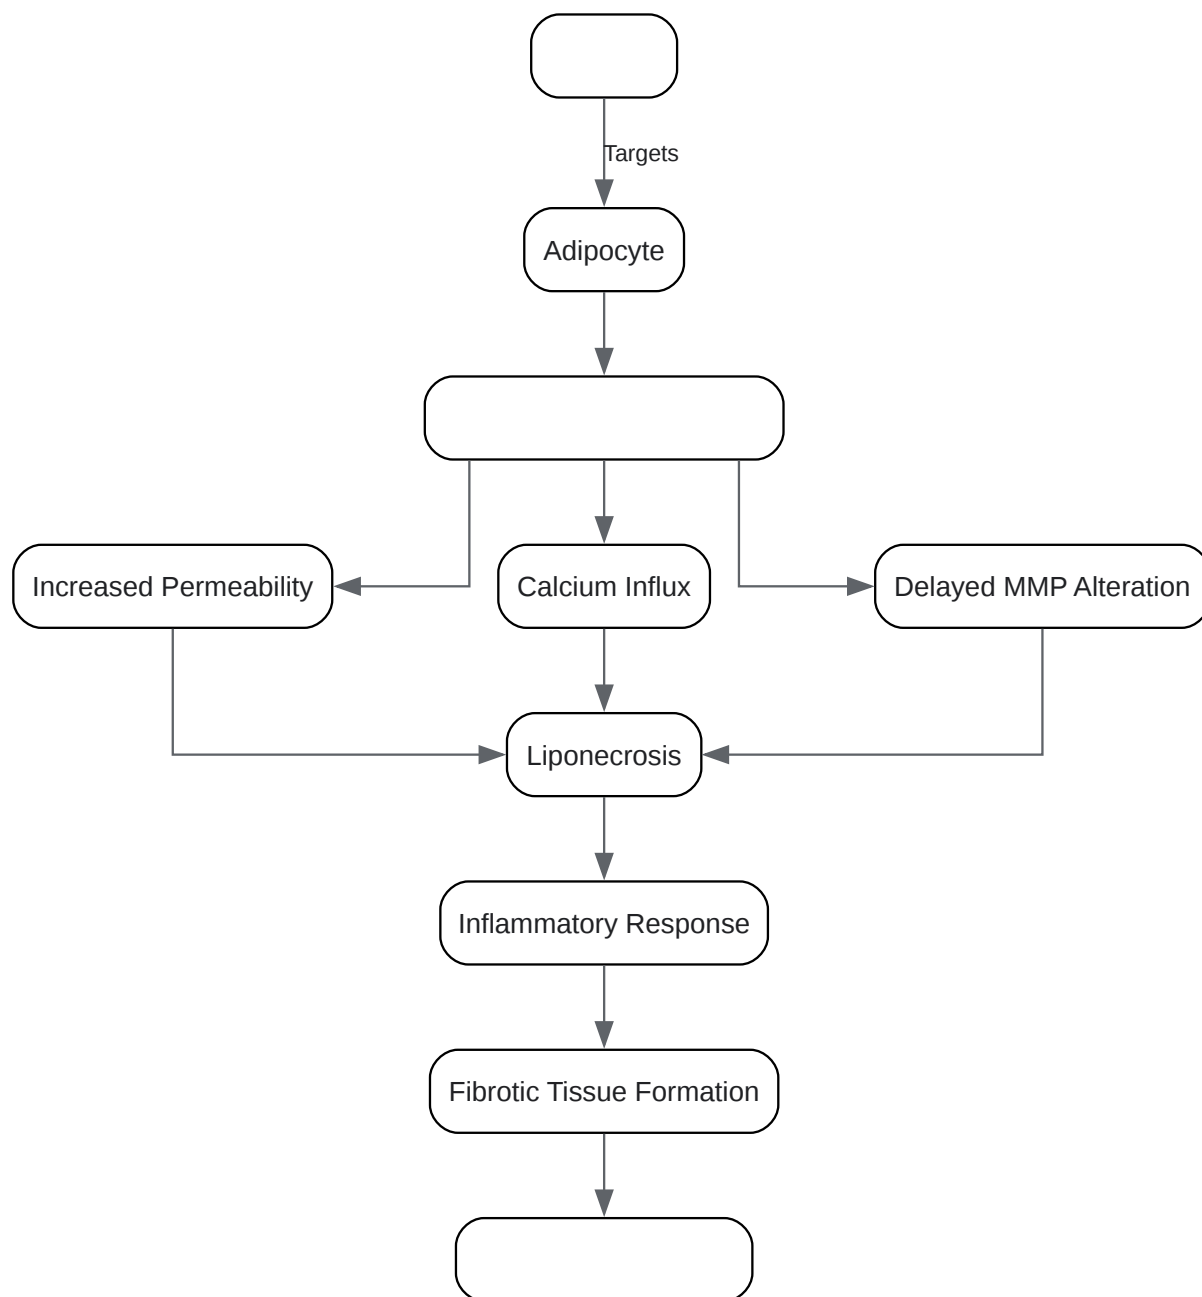 Targets
Adipocyte
Increased Permeability
Calcium Influx
Delayed MMP Alteration
Liponecrosis
Inflammatory Response
Fibrotic Tissue Formation